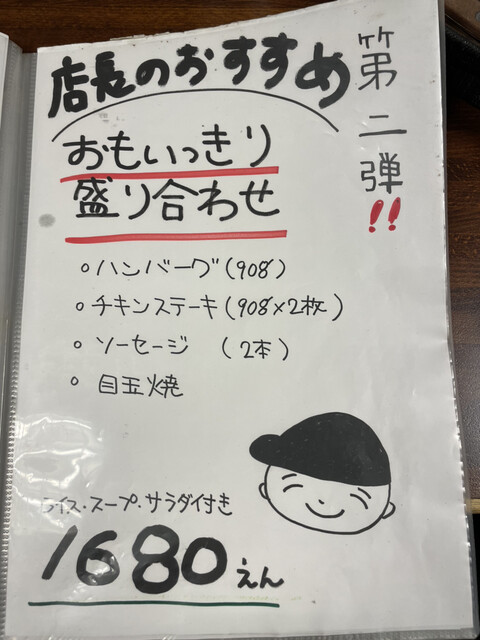 店長のおすすめ
第二弾!!
おもいっきり
盛り合わせ
○ハンバーグ(90g)
○チキンステーキ(90g×2枚)
○ソーセージ (2本)
○目玉焼
ライス・スープ・サラダ付き
1680えん